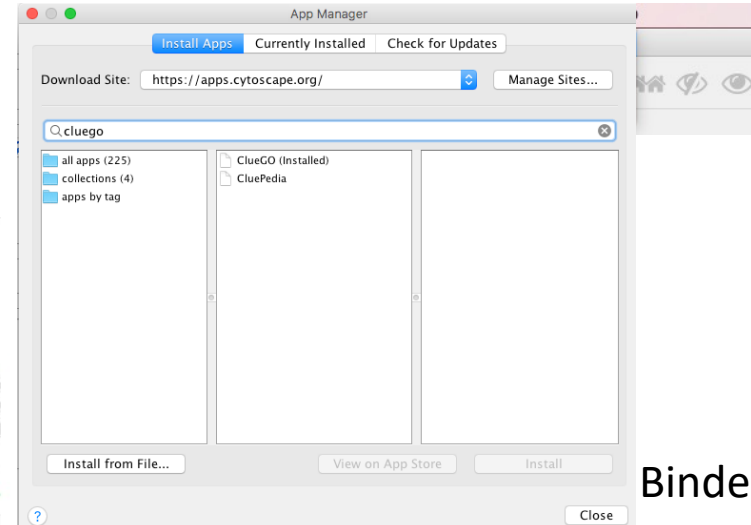 App Manager
Install Apps Currently Installed Check for Updates
Download Site: https://apps.cytoscape.org/ Manage Sites...
cluego
all apps (225)
collections (4)
apps by tag
ClueGO (Installed)
CluePedia
Install from File... View on App Store Install
Binde
? Close